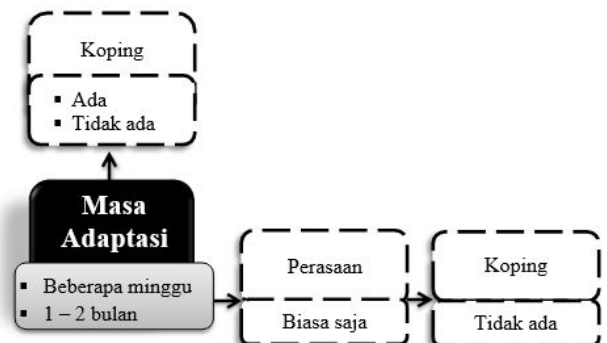 Koping
▪ Ada
▪ Tidak ada
Masa
Adaptasi
▪ Beberapa minggu
▪ 1 – 2 bulan
Perasaan
Biasa saja
Koping
Tidak ada